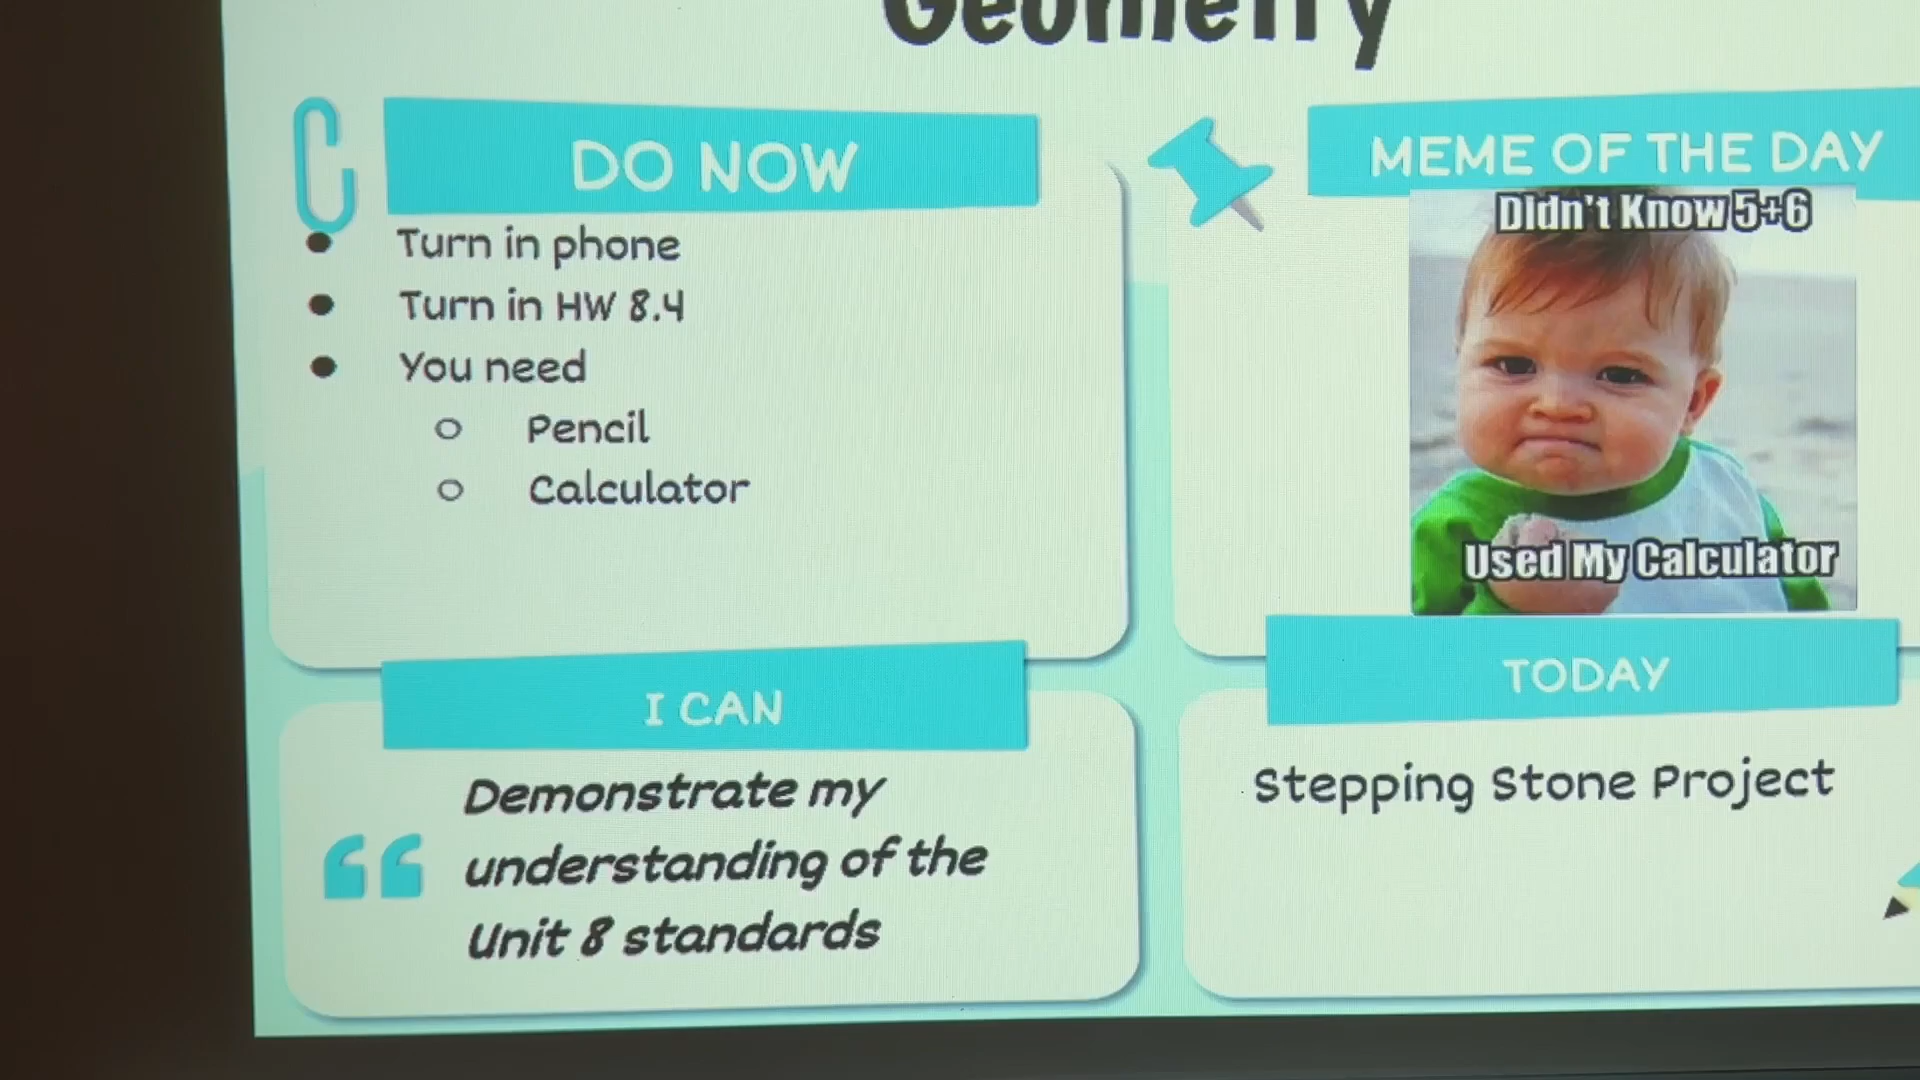 Geometry
DO NOW
Turn in phone
Turn in HW 8.4
You need
Pencil
Calculator
MEME OF THE DAY
Didn't Know 5+6
Used My Calculator
I CAN
Demonstrate my
understanding of the
Unit 8 standards
TODAY
Stepping Stone Project